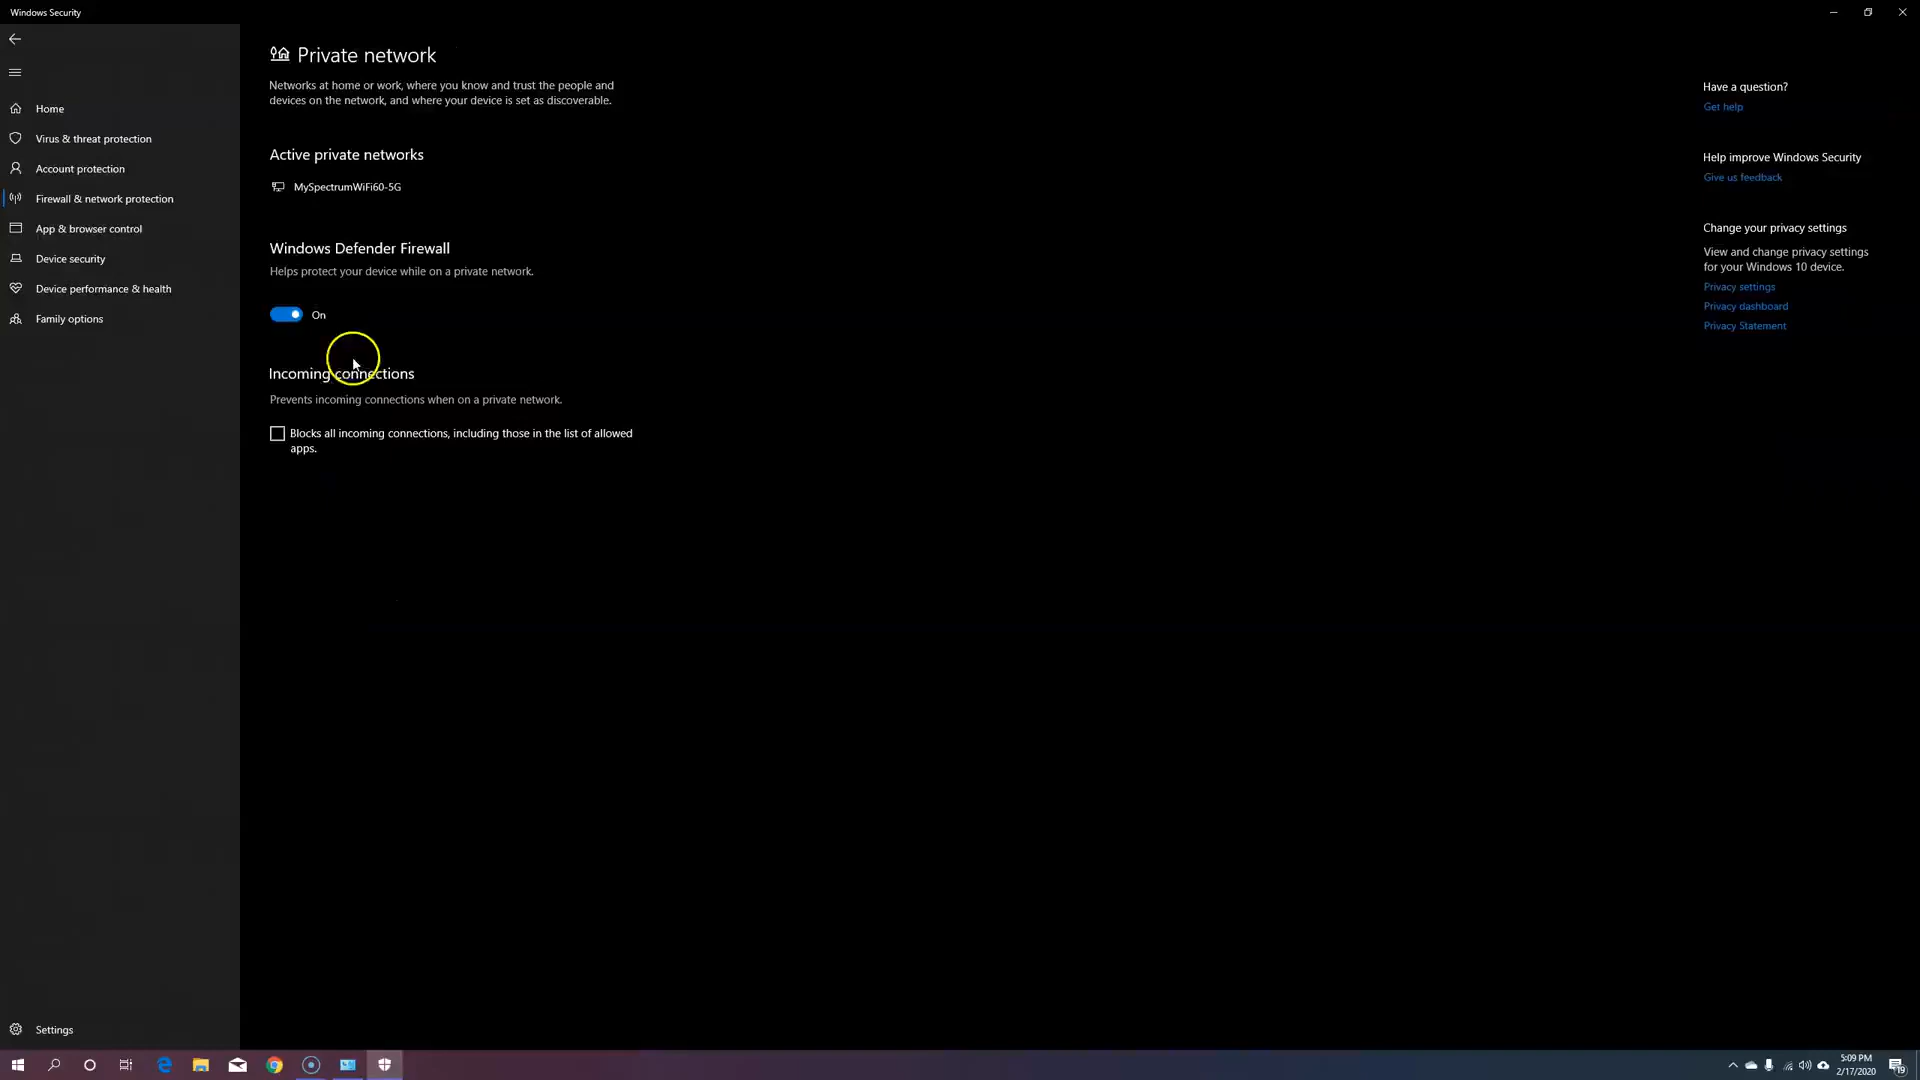 Windows Security
Home
Virus & threat protection
Account protection
Firewall & network protection
App & browser control
Device security
Device performance & health
Family options
Settings
Private network
Networks at home or work, where you know and trust the people and
devices on the network, and where your device is set as discoverable.
Active private networks
MySpectrumWiFi60-5G
Windows Defender Firewall
Helps protect your device while on a private network.
On
Incoming connections
Prevents incoming connections when on a private network.
Blocks all incoming connections, including those in the list of allowed
apps.
Have a question?
Get help
Help improve Windows Security
Give us feedback
Change your privacy settings
View and change privacy settings
for your Windows 10 device.
Privacy settings
Privacy dashboard
Privacy Statement
5:09 PM
2/17/2020
19